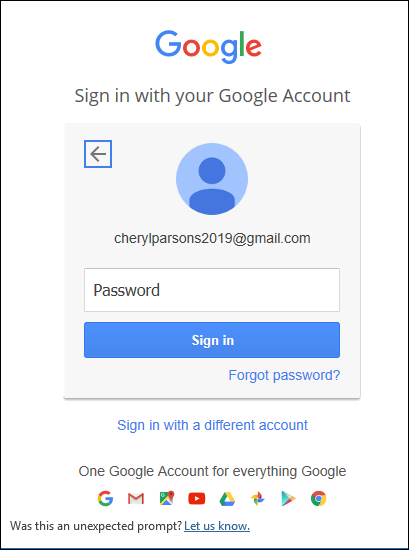 Google
Sign in with your Google Account
cherylparsons2019@gmail.com
Password
Sign in
Forgot password?
Sign in with a different account
One Google Account for everything Google
Was this an unexpected prompt? Let us know.